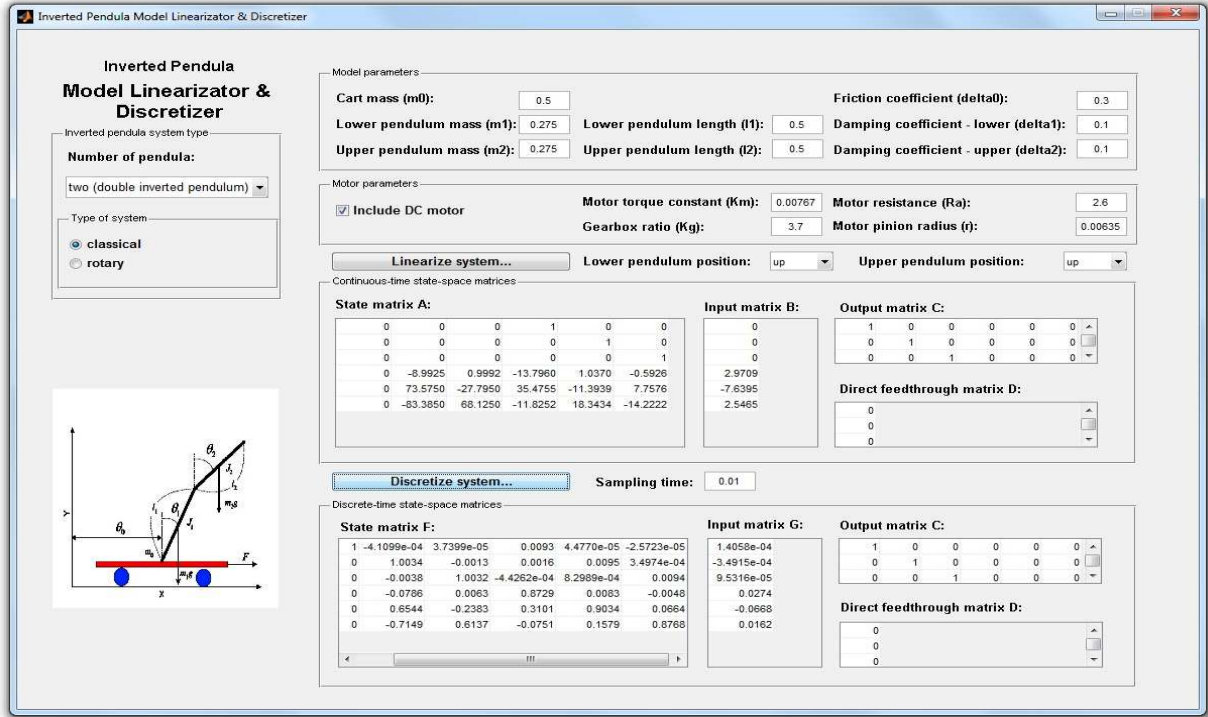 Inverted Pendula Model Linearizator & Discretizer
Inverted Pendula
Model Linearizator &
Discretizer
Inverted pendula system type
Number of pendula:
two (double inverted pendulum)
Type of system
classical
rotary
Model parameters
Cart mass (m0): 0.5 Friction coefficient (delta0): 0.3
Lower pendulum mass (m1): 0.275 Lower pendulum length (l1): 0.5 Damping coefficient - lower (delta1): 0.1
Upper pendulum mass (m2): 0.275 Upper pendulum length (l2): 0.5 Damping coefficient - upper (delta2): 0.1
Motor parameters
Include DC motor Motor torque constant (Km): 0.00767 Motor resistance (Ra): 2.6
Gearbox ratio (Kg): 3.7 Motor pinion radius (r): 0.00635
Linearize system... Lower pendulum position: up Upper pendulum position: up
Continuous-time state-space matrices
State matrix A:
0 0 0 1 0 0
0 0 0 0 1 0
0 0 0 0 0 1
0 -8.9925 0.9992 -13.7960 1.0370 -0.5926
0 73.5750 -27.7950 35.4755 -11.3939 7.7576
0 -83.3850 68.1250 -11.8252 18.3434 -14.2222
Input matrix B:
0
0
0
2.9709
-7.6395
2.5465
Output matrix C:
1 0 0 0 0 0
0 1 0 0 0 0
0 0 1 0 0 0
Direct feedthrough matrix D:
0
0
0
Discretize system... Sampling time: 0.01
Discrete-time state-space matrices
State matrix F:
1 -4.1099e-04 3.7399e-05 0.0093 4.4770e-05 -2.5723e-05
0 1.0034 -0.0013 0.0016 0.0095 3.4974e-04
0 -0.0038 1.0032 -4.4262e-04 8.2989e-04 0.0094
0 -0.0786 0.0063 0.8729 0.0083 -0.0048
0 0.6544 -0.2383 0.3101 0.9034 0.0664
0 -0.7149 0.6137 -0.0751 0.1579 0.8768
Input matrix G:
1.4058e-04
-3.4915e-04
9.5316e-05
0.0274
-0.0668
0.0162
Output matrix C:
1 0 0 0 0 0
0 1 0 0 0 0
0 0 1 0 0 0
Direct feedthrough matrix D:
0
0
0
θ₂
J₂
l₂
m₂g
l₁
θ₁
J₁
Y
θ₀
m₀
F
m₁g
X